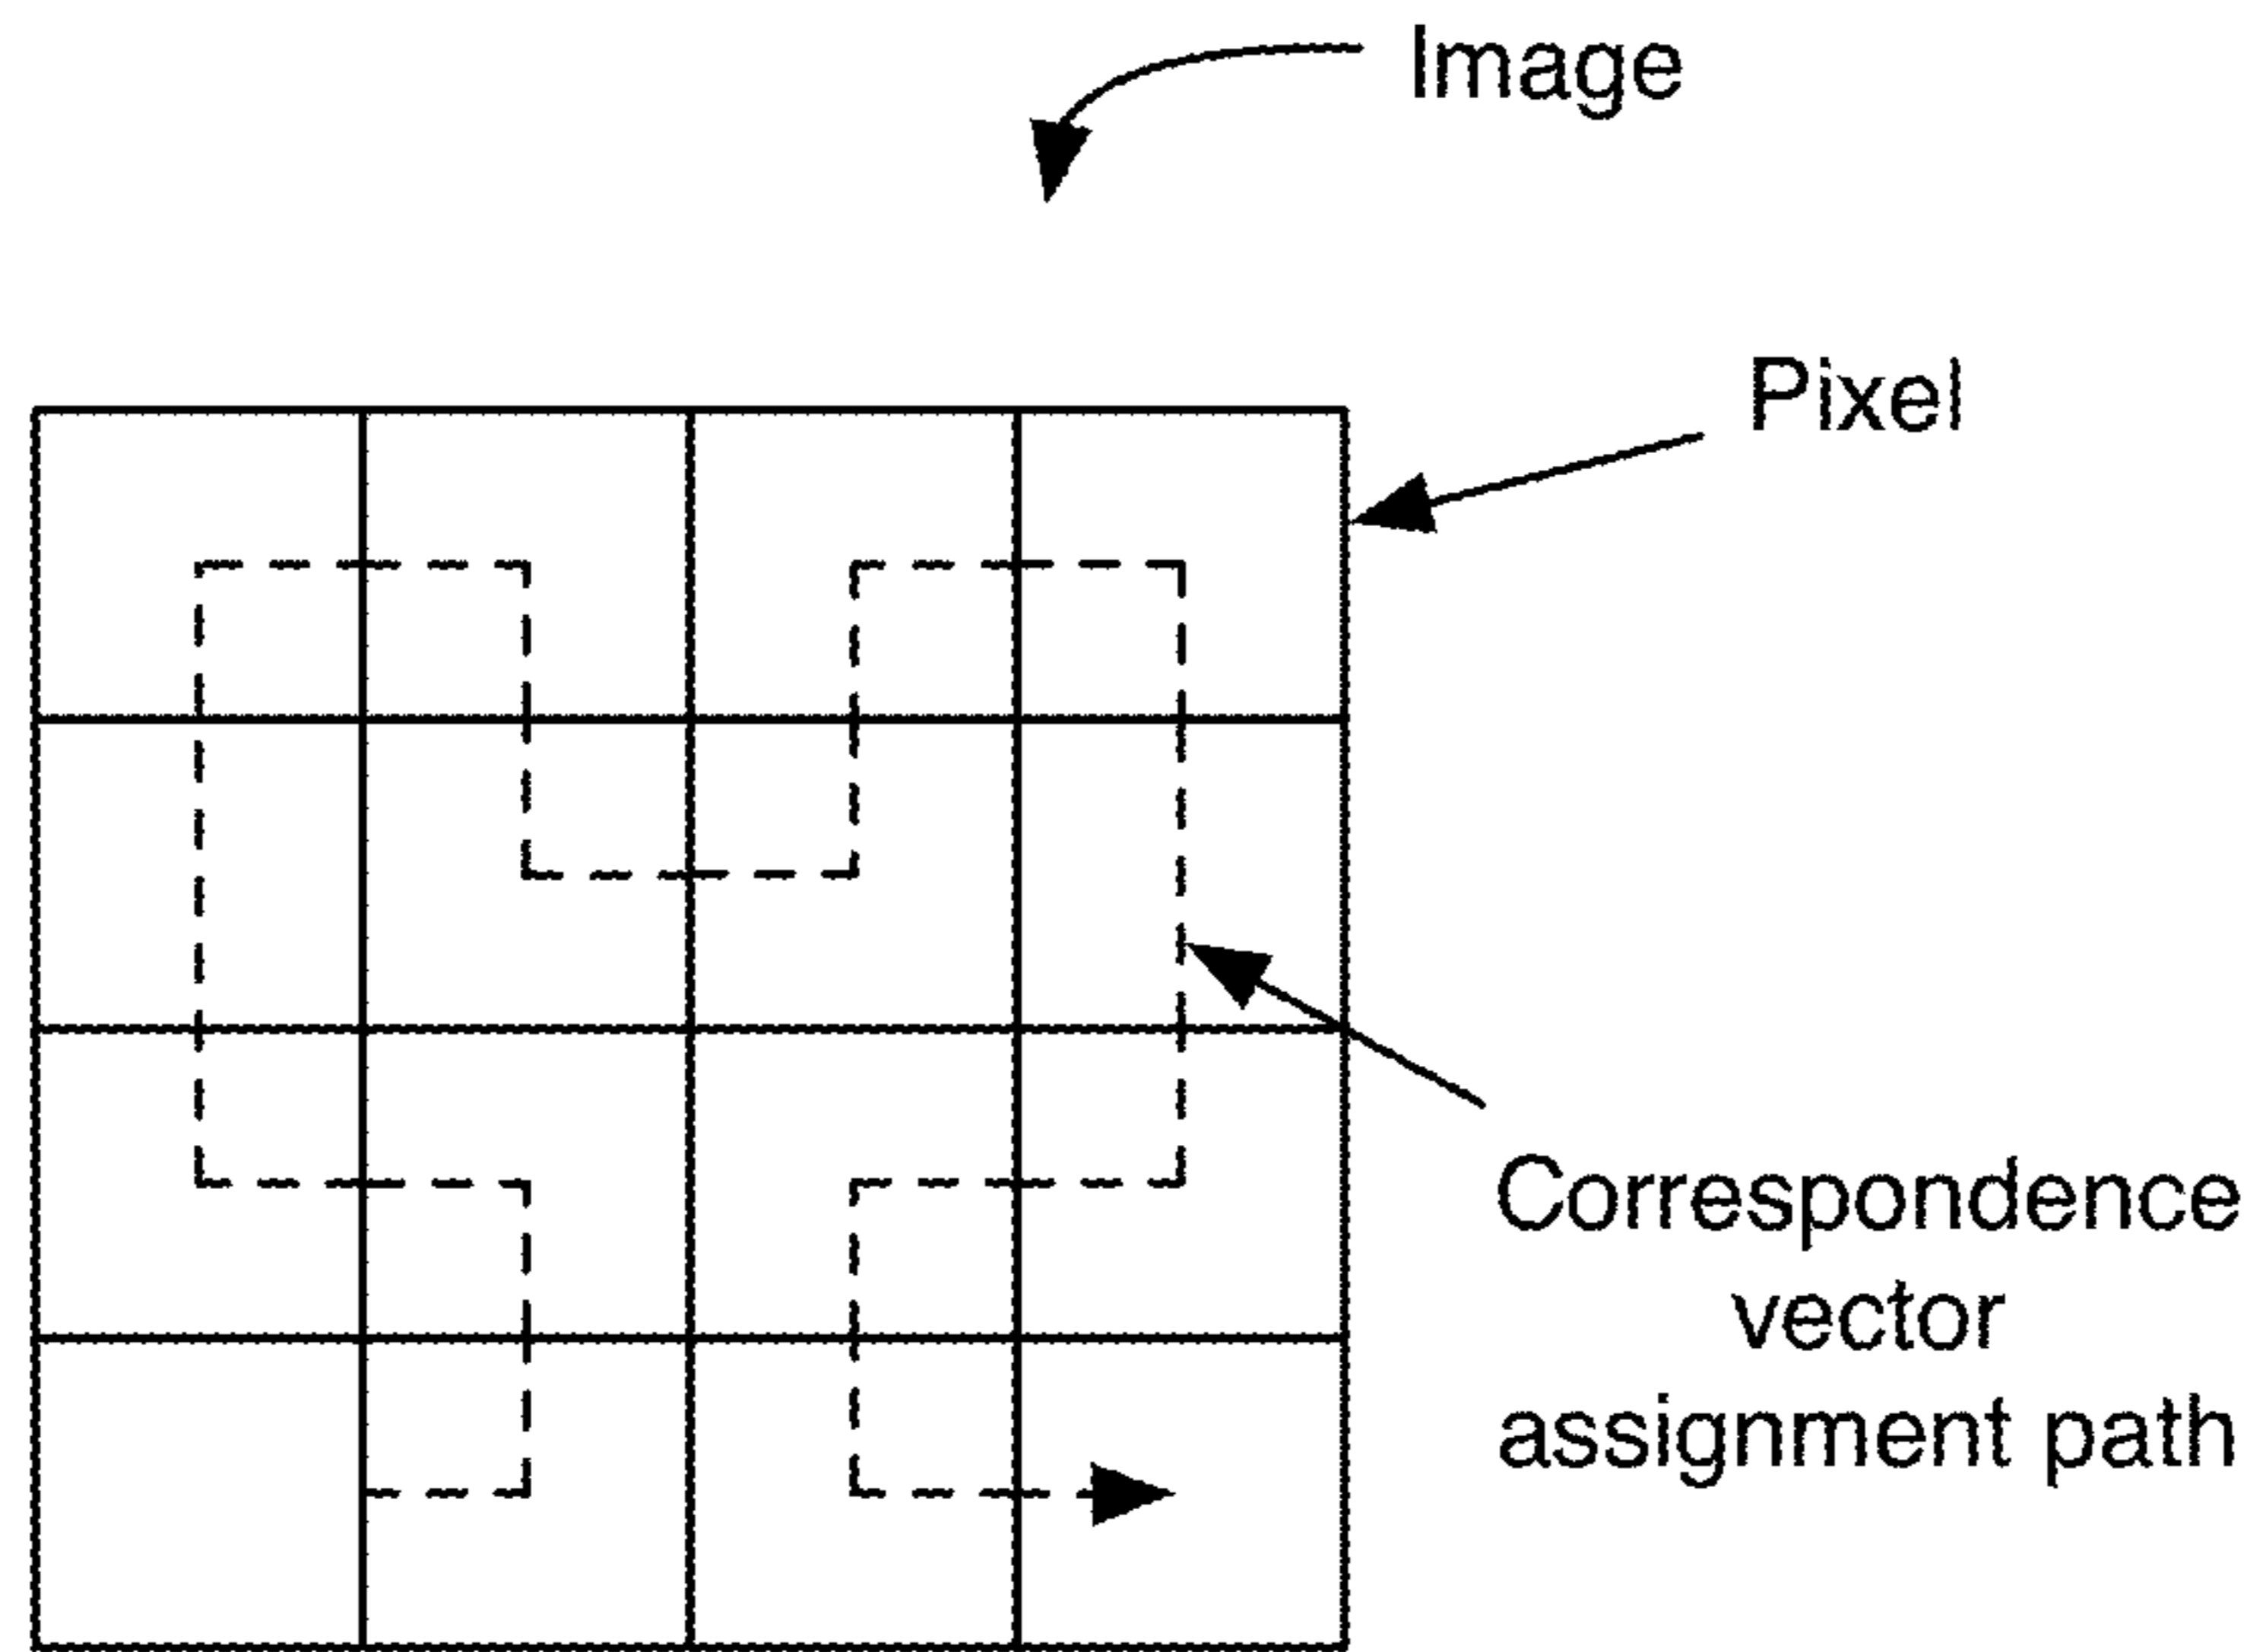 Image
Pixel
Correspondence
vector
assignment path